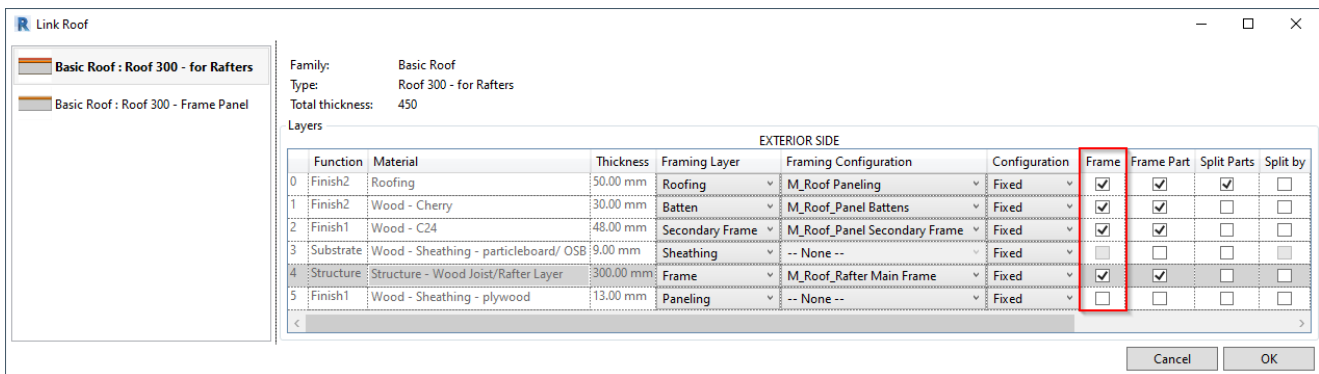 Link Roof
Basic Roof : Roof 300 - for Rafters
Basic Roof : Roof 300 - Frame Panel
Family: Basic Roof
Type: Roof 300 - for Rafters
Total thickness: 450
Layers
EXTERIOR SIDE
Function Material Thickness Framing Layer Framing Configuration Configuration Frame Frame Part Split Parts Split by
0 Finish2 Roofing 50.00 mm Roofing M_Roof Paneling Fixed
1 Finish2 Wood - Cherry 30.00 mm Batten M_Roof_Panel Battens Fixed
2 Finish1 Wood - C24 48.00 mm Secondary Frame M_Roof_Panel Secondary Frame Fixed
3 Substrate Wood - Sheathing - particleboard/ OSB 9.00 mm Sheathing -- None -- Fixed
4 Structure Structure - Wood Joist/Rafter Layer 300.00 mm Frame M_Roof_Rafter Main Frame Fixed
5 Finish1 Wood - Sheathing - plywood 13.00 mm Paneling -- None -- Fixed
Cancel OK